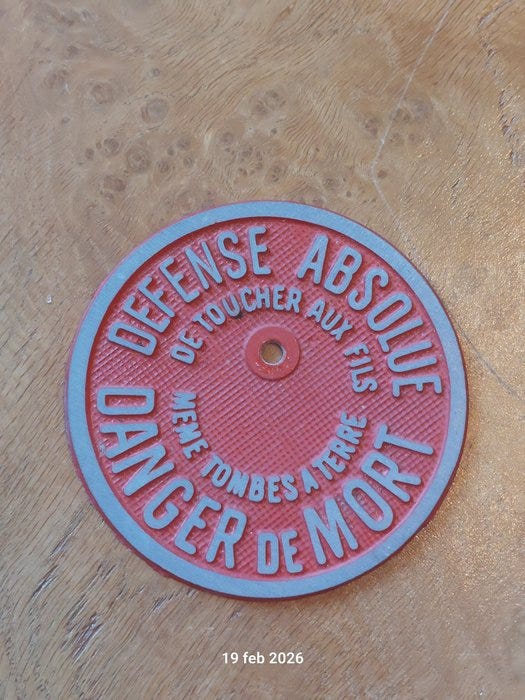 DEFENSE ABSOLUE
DE TOUCHER AUX FILS
MEME TOMBES A TERRE
DANGER DE MORT
19 feb 2026